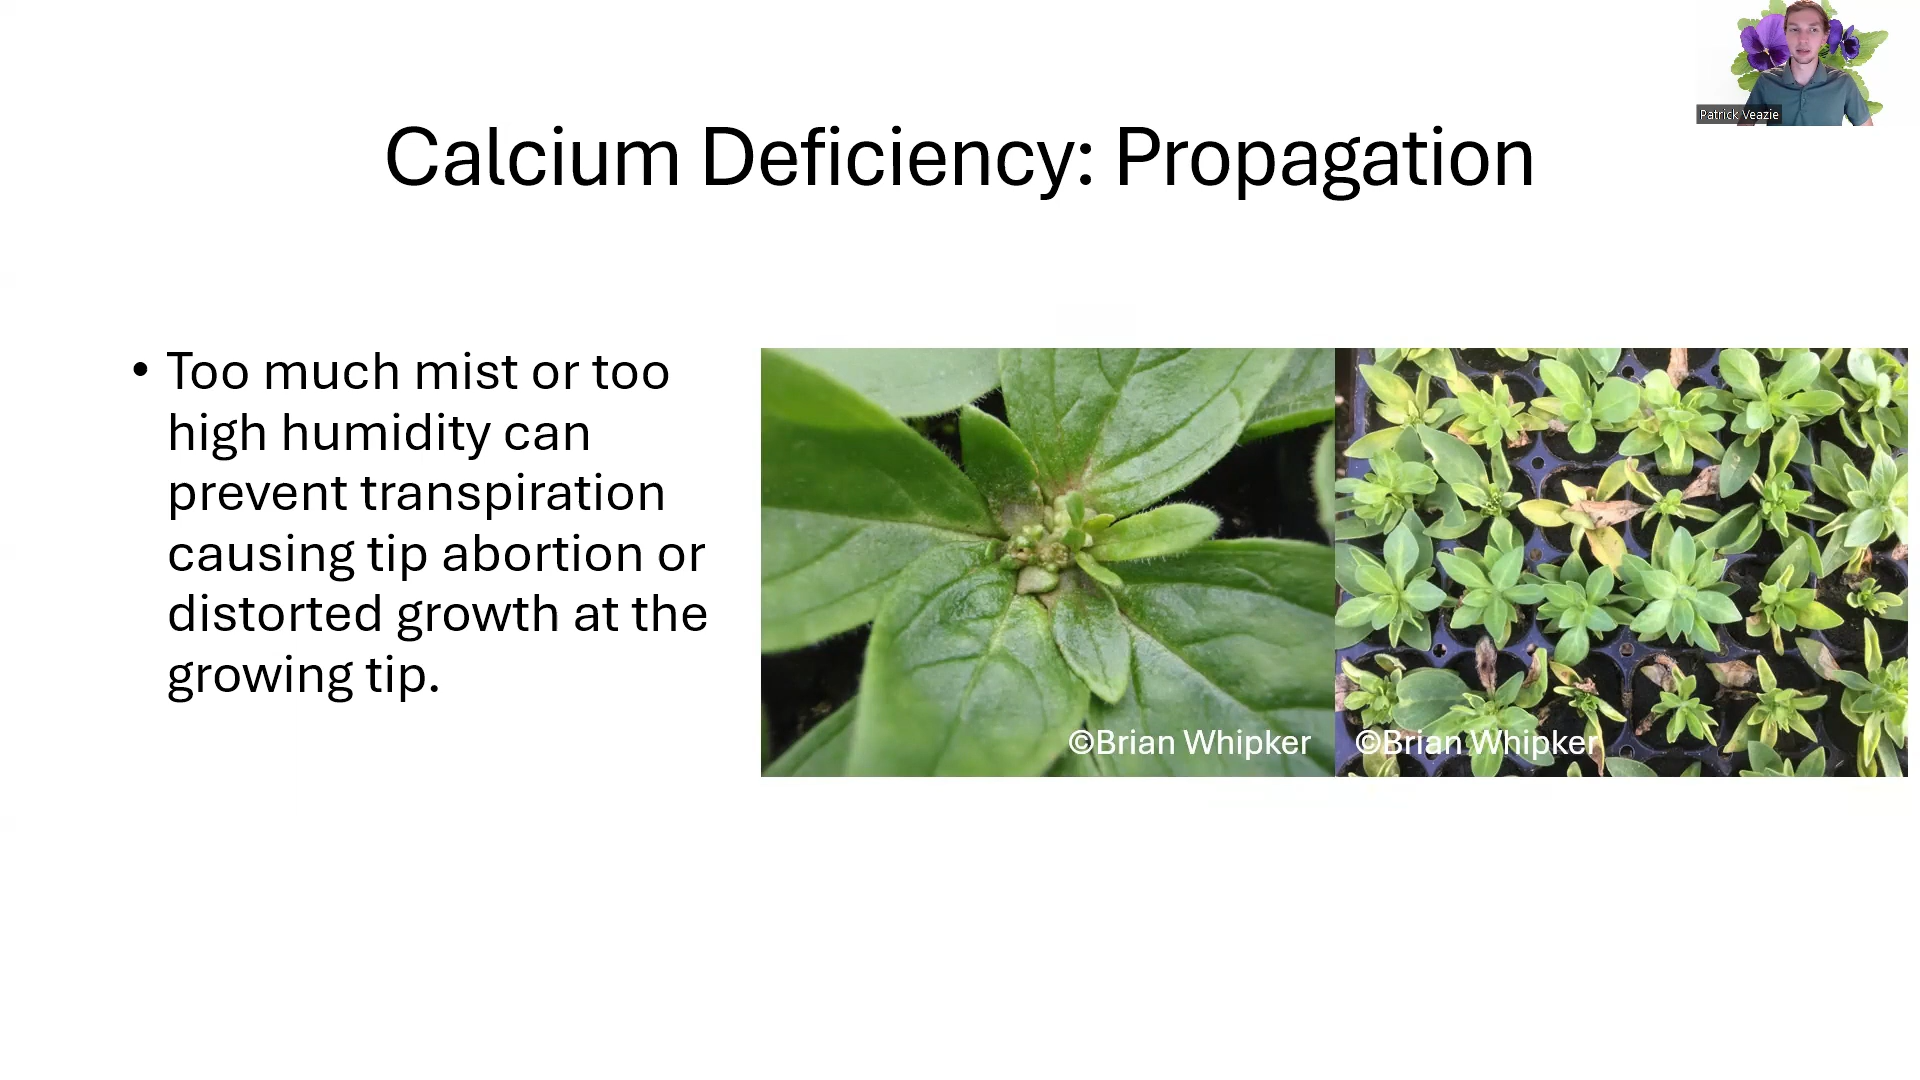 Patrick Veazie
Calcium Deficiency: Propagation
• Too much mist or too
high humidity can
prevent transpiration
causing tip abortion or
distorted growth at the
growing tip.
©Brian Whipker
©Brian Whipker